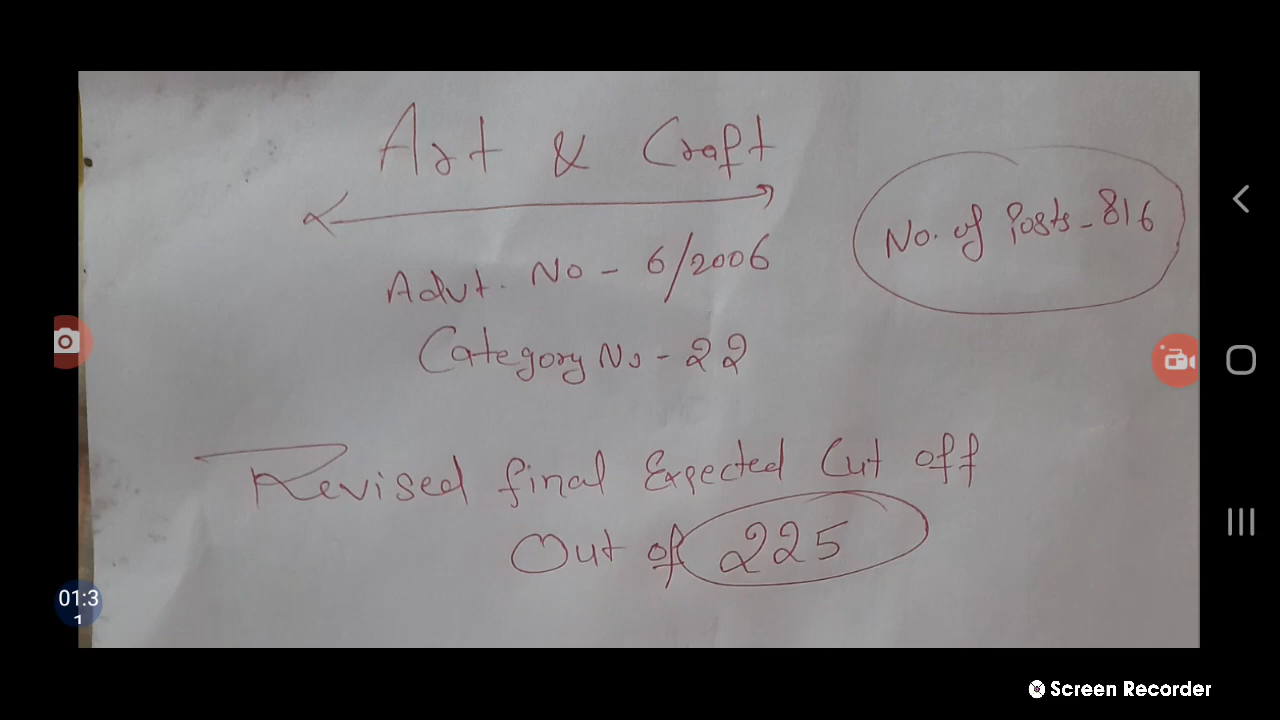 Art & Craft
No. of Posts - 816
Advt. No - 6/2006
Category No - 22
Revised final Expected Cut off
Out of 225
01:31
Screen Recorder